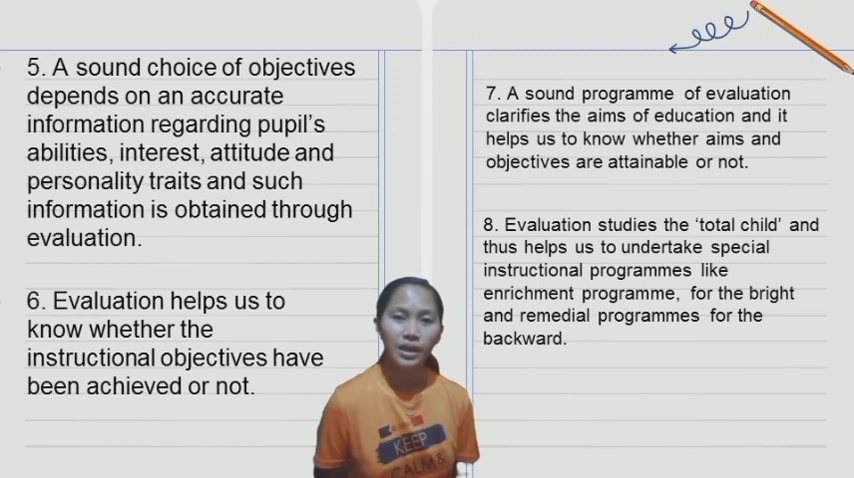 5. A sound choice of objectives
depends on an accurate
information regarding pupil's
abilities, interest, attitude and
personality traits and such
information is obtained through
evaluation.
6. Evaluation helps us to
know whether the
instructional objectives have
been achieved or not.
7. A sound programme of evaluation
clarifies the aims of education and it
helps us to know whether aims and
objectives are attainable or not.
8. Evaluation studies the ‘total child’ and
thus helps us to undertake special
instructional programmes like
enrichment programme, for the bright
and remedial programmes for the
backward.
KEEP
CALM &